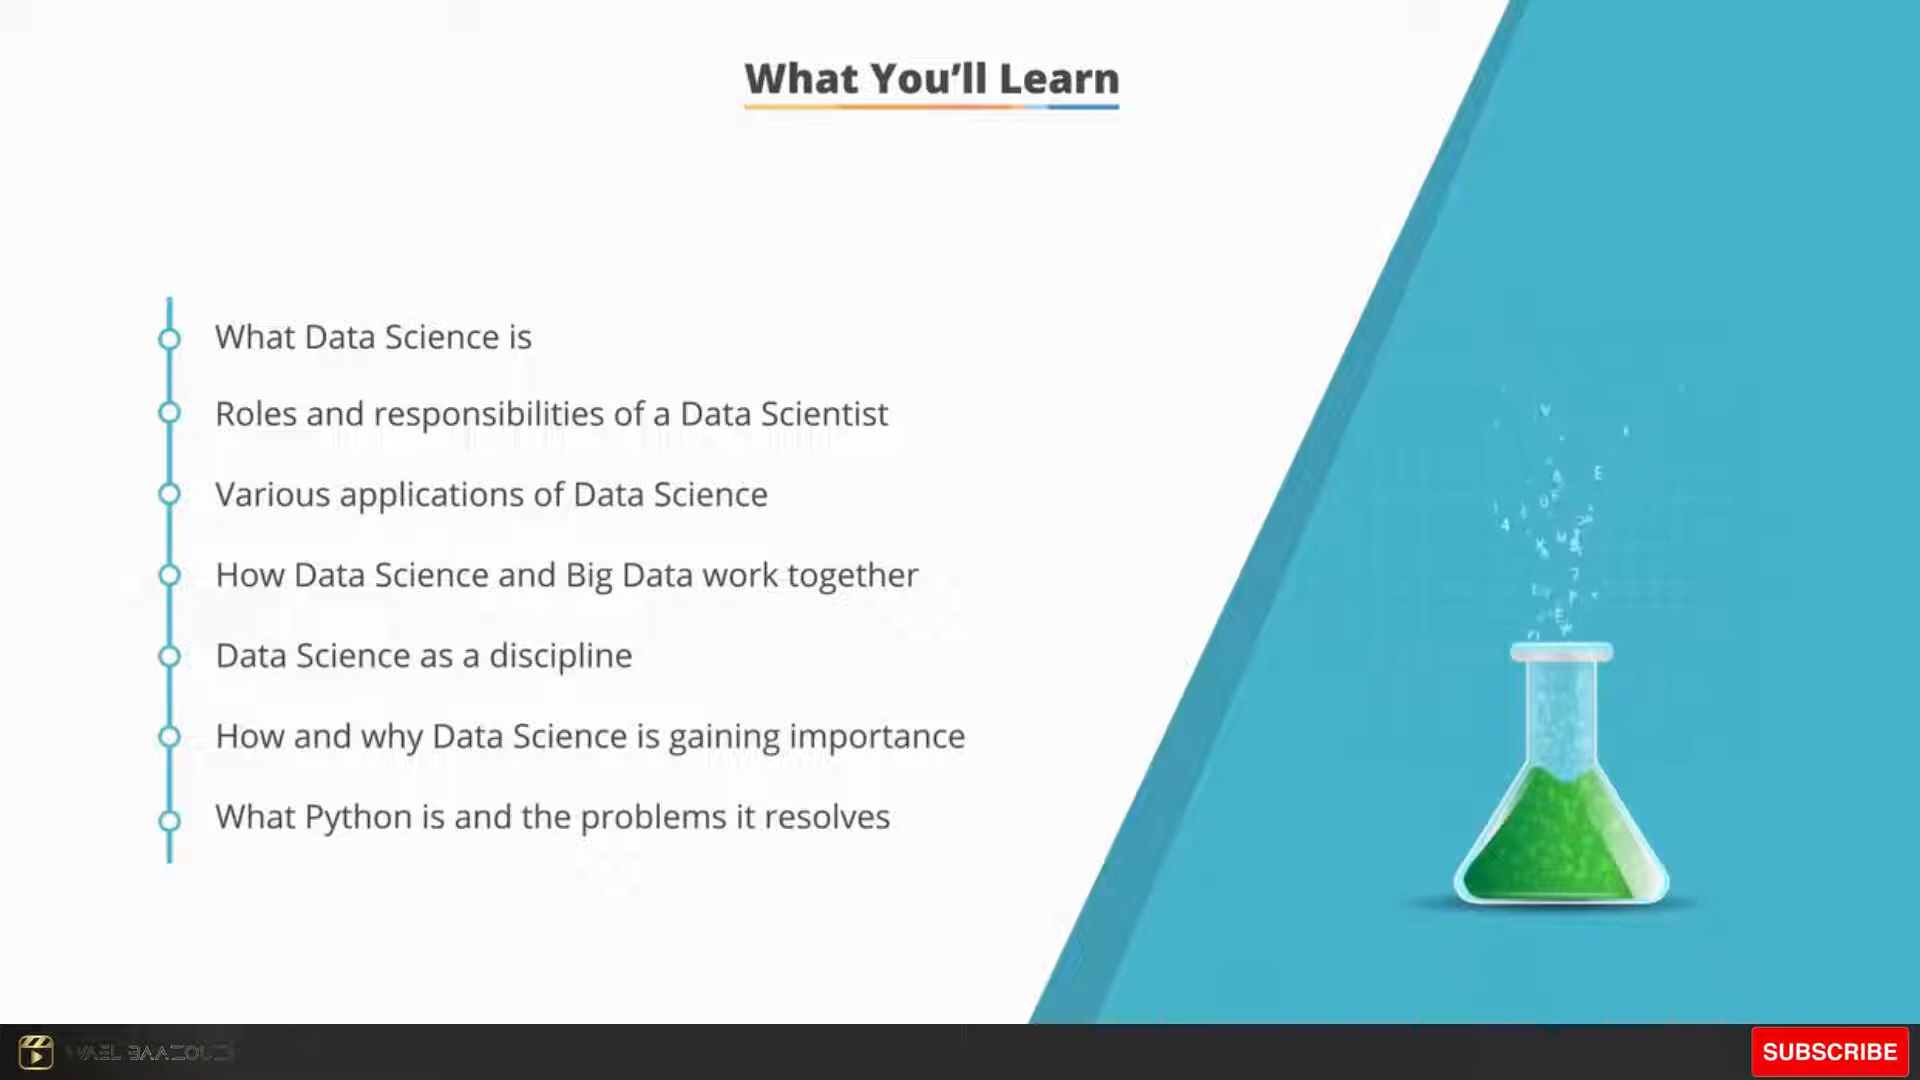 What You’ll Learn
What Data Science is
Roles and responsibilities of a Data Scientist
Various applications of Data Science
How Data Science and Big Data work together
Data Science as a discipline
How and why Data Science is gaining importance
What Python is and the problems it resolves
SUBSCRIBE